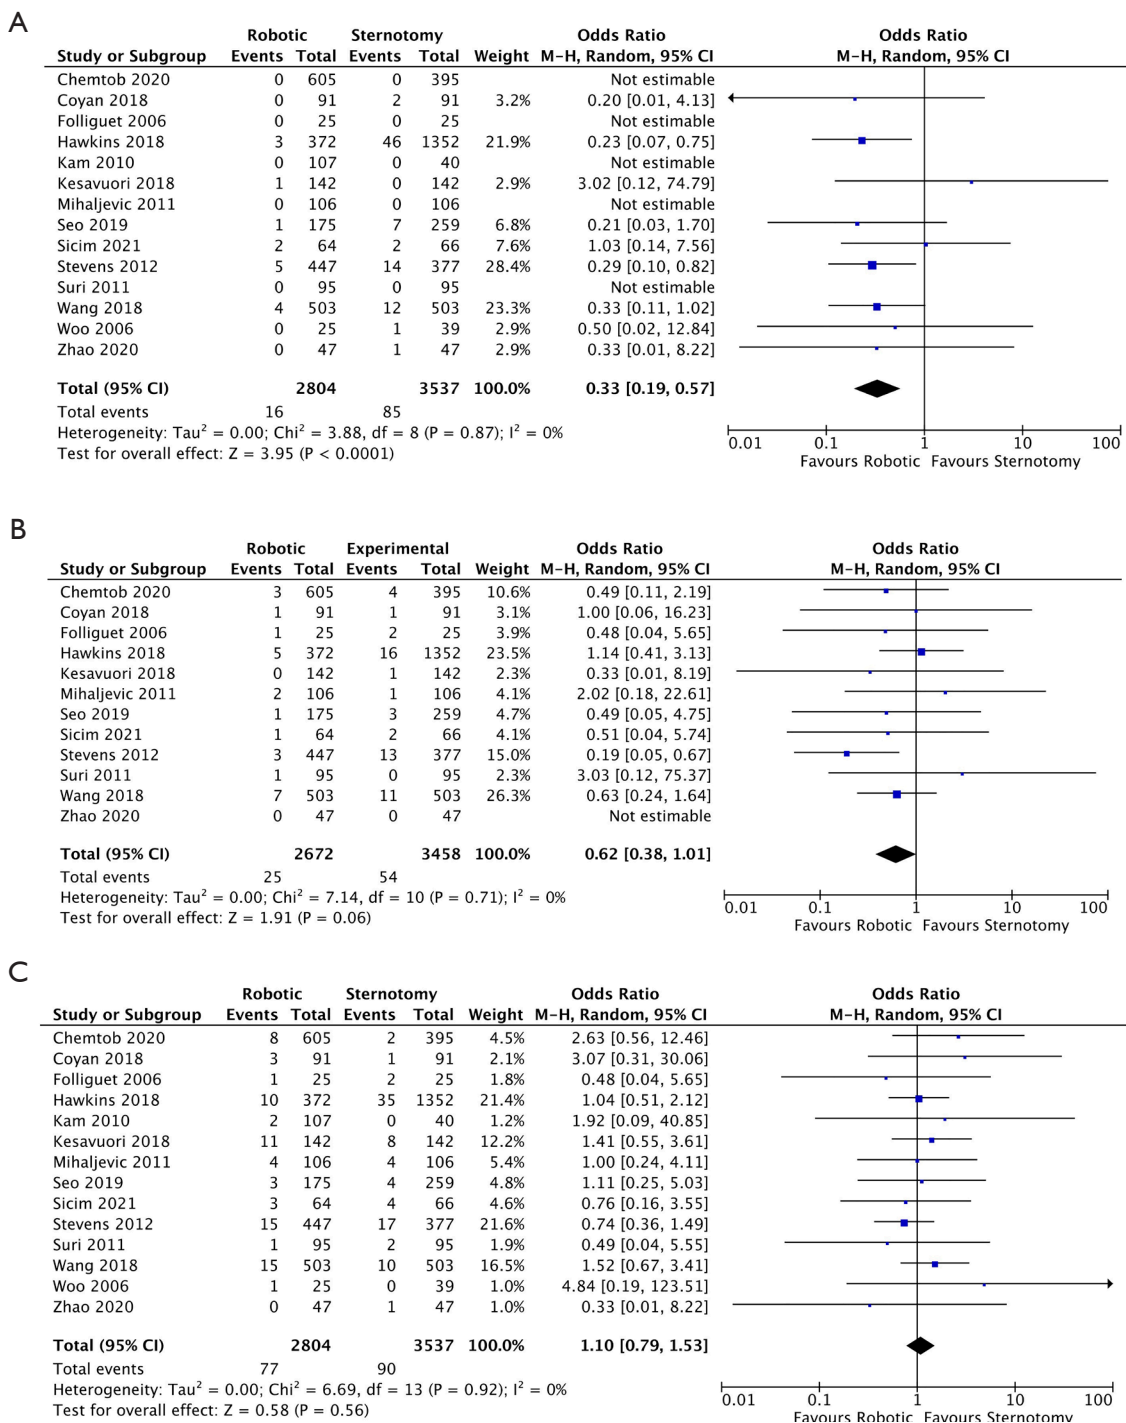 A
Robotic Sternotomy Odds Ratio Odds Ratio
Study or Subgroup Events Total Events Total Weight M-H, Random, 95% CI M-H, Random, 95% CI
Chemtob 2020 0 605 0 395 Not estimable
Coyan 2018 0 91 2 91 3.2% 0.20 [0.01, 4.13]
Folliguet 2006 0 25 0 25 Not estimable
Hawkins 2018 3 372 46 1352 21.9% 0.23 [0.07, 0.75]
Kam 2010 0 107 0 40 Not estimable
Kesavuori 2018 1 142 0 142 2.9% 3.02 [0.12, 74.79]
Mihaljevic 2011 0 106 0 106 Not estimable
Seo 2019 1 175 7 259 6.8% 0.21 [0.03, 1.70]
Sicim 2021 2 64 2 66 7.6% 1.03 [0.14, 7.56]
Stevens 2012 5 447 14 377 28.4% 0.29 [0.10, 0.82]
Suri 2011 0 95 0 95 Not estimable
Wang 2018 4 503 12 503 23.3% 0.33 [0.11, 1.02]
Woo 2006 0 25 1 39 2.9% 0.50 [0.02, 12.84]
Zhao 2020 0 47 1 47 2.9% 0.33 [0.01, 8.22]
Total (95% CI) 2804 3537 100.0% 0.33 [0.19, 0.57]
Total events 16 85
Heterogeneity: Tau² = 0.00; Chi² = 3.88, df = 8 (P = 0.87); I² = 0%
Test for overall effect: Z = 3.95 (P < 0.0001)
0.01 0.1 1 10 100
Favours Robotic Favours Sternotomy
B
Robotic Experimental Odds Ratio Odds Ratio
Study or Subgroup Events Total Events Total Weight M-H, Random, 95% CI M-H, Random, 95% CI
Chemtob 2020 3 605 4 395 10.6% 0.49 [0.11, 2.19]
Coyan 2018 1 91 1 91 3.1% 1.00 [0.06, 16.23]
Folliguet 2006 1 25 2 25 3.9% 0.48 [0.04, 5.65]
Hawkins 2018 5 372 16 1352 23.5% 1.14 [0.41, 3.13]
Kesavuori 2018 0 142 1 142 2.3% 0.33 [0.01, 8.19]
Mihaljevic 2011 2 106 1 106 4.1% 2.02 [0.18, 22.61]
Seo 2019 1 175 3 259 4.7% 0.49 [0.05, 4.75]
Sicim 2021 1 64 2 66 4.1% 0.51 [0.04, 5.74]
Stevens 2012 3 447 13 377 15.0% 0.19 [0.05, 0.67]
Suri 2011 1 95 0 95 2.3% 3.03 [0.12, 75.37]
Wang 2018 7 503 11 503 26.3% 0.63 [0.24, 1.64]
Zhao 2020 0 47 0 47 Not estimable
Total (95% CI) 2672 3458 100.0% 0.62 [0.38, 1.01]
Total events 25 54
Heterogeneity: Tau² = 0.00; Chi² = 7.14, df = 10 (P = 0.71); I² = 0%
Test for overall effect: Z = 1.91 (P = 0.06)
0.01 0.1 1 10 100
Favours Robotic Favours Sternotomy
C
Robotic Sternotomy Odds Ratio Odds Ratio
Study or Subgroup Events Total Events Total Weight M-H, Random, 95% CI M-H, Random, 95% CI
Chemtob 2020 8 605 2 395 4.5% 2.63 [0.56, 12.46]
Coyan 2018 3 91 1 91 2.1% 3.07 [0.31, 30.06]
Folliguet 2006 1 25 2 25 1.8% 0.48 [0.04, 5.65]
Hawkins 2018 10 372 35 1352 21.4% 1.04 [0.51, 2.12]
Kam 2010 2 107 0 40 1.2% 1.92 [0.09, 40.85]
Kesavuori 2018 11 142 8 142 12.2% 1.41 [0.55, 3.61]
Mihaljevic 2011 4 106 4 106 5.4% 1.00 [0.24, 4.11]
Seo 2019 3 175 4 259 4.8% 1.11 [0.25, 5.03]
Sicim 2021 3 64 4 66 4.6% 0.76 [0.16, 3.55]
Stevens 2012 15 447 17 377 21.6% 0.74 [0.36, 1.49]
Suri 2011 1 95 2 95 1.9% 0.49 [0.04, 5.55]
Wang 2018 15 503 10 503 16.5% 1.52 [0.67, 3.41]
Woo 2006 1 25 0 39 1.0% 4.84 [0.19, 123.51]
Zhao 2020 0 47 1 47 1.0% 0.33 [0.01, 8.22]
Total (95% CI) 2804 3537 100.0% 1.10 [0.79, 1.53]
Total events 77 90
Heterogeneity: Tau² = 0.00; Chi² = 6.69, df = 13 (P = 0.92); I² = 0%
Test for overall effect: Z = 0.58 (P = 0.56)
0.01 0.1 1 10 100
Favours Robotic Favours Sternotomy